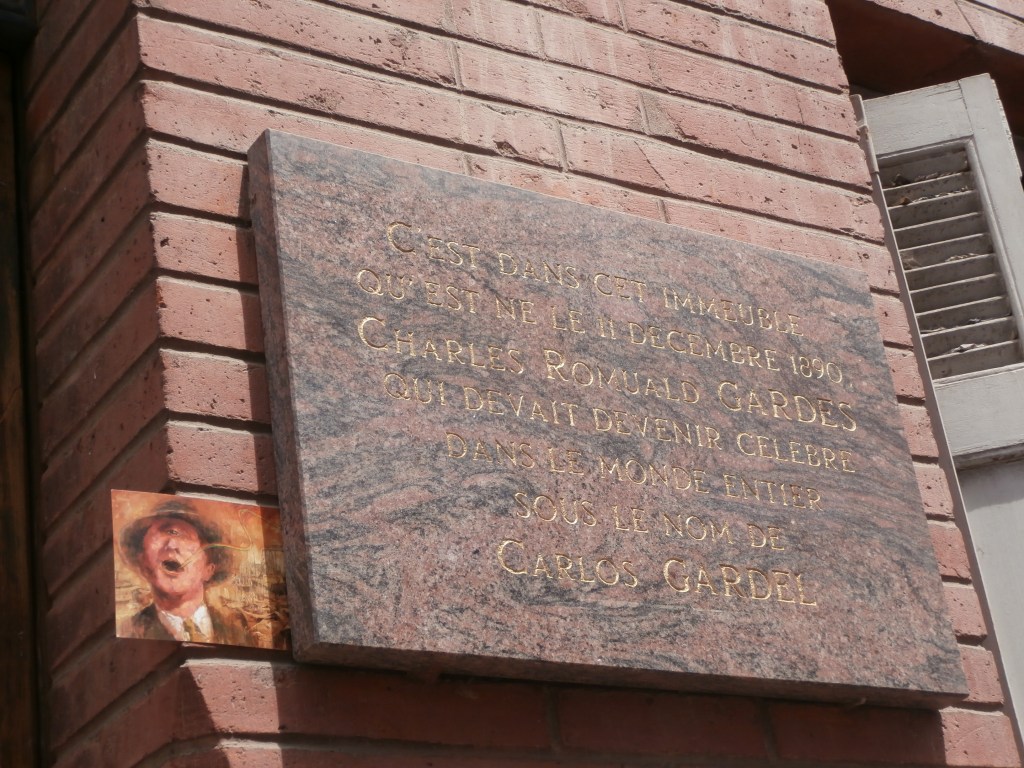 C'EST DANS CET IMMEUBLE
QU'EST NE LE 11 DECEMBRE 1890,
CHARLES ROMUALD GARDES
QUI DEVAIT DEVENIR CELEBRE
DANS LE MONDE ENTIER
SOUS LE NOM DE
CARLOS GARDEL